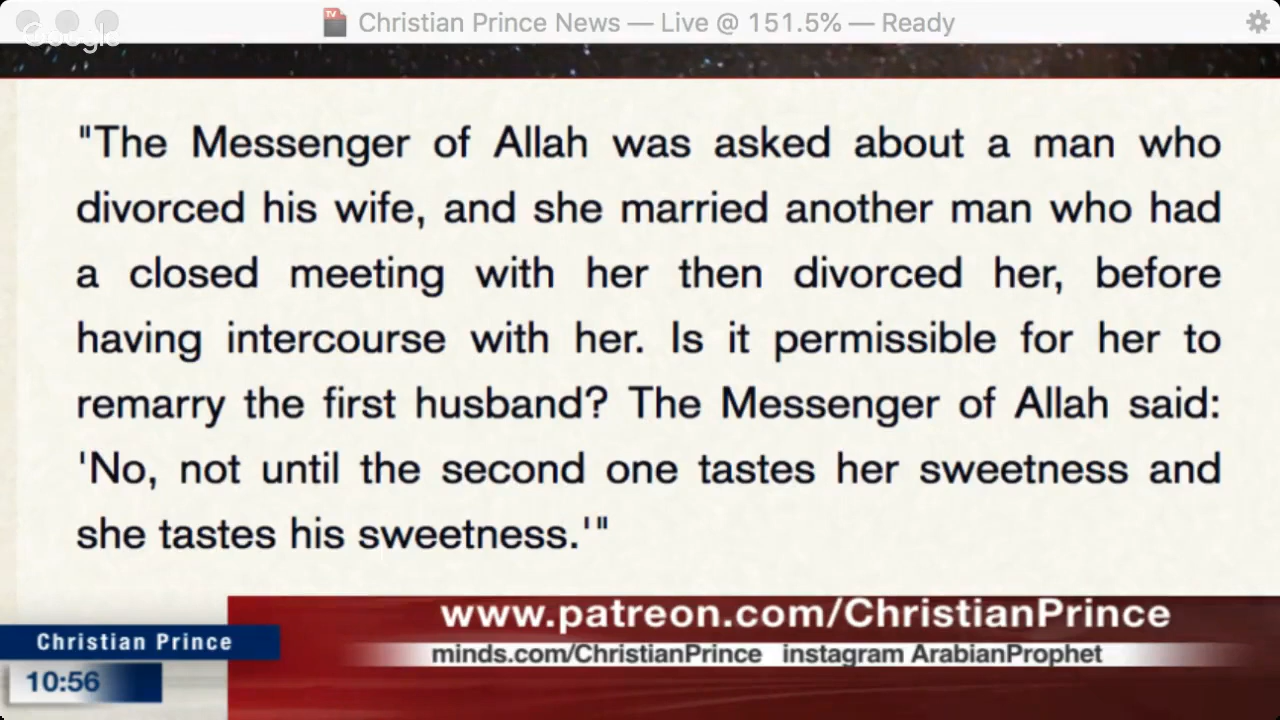 Christian Prince News — Live @ 151.5% — Ready
Google
"The Messenger of Allah was asked about a man who
divorced his wife, and she married another man who had
a closed meeting with her then divorced her, before
having intercourse with her. Is it permissible for her to
remarry the first husband? The Messenger of Allah said:
'No, not until the second one tastes her sweetness and
she tastes his sweetness.'"
www.patreon.com/ChristianPrince
Christian Prince
minds.com/ChristianPrince instagram ArabianProphet
10:56